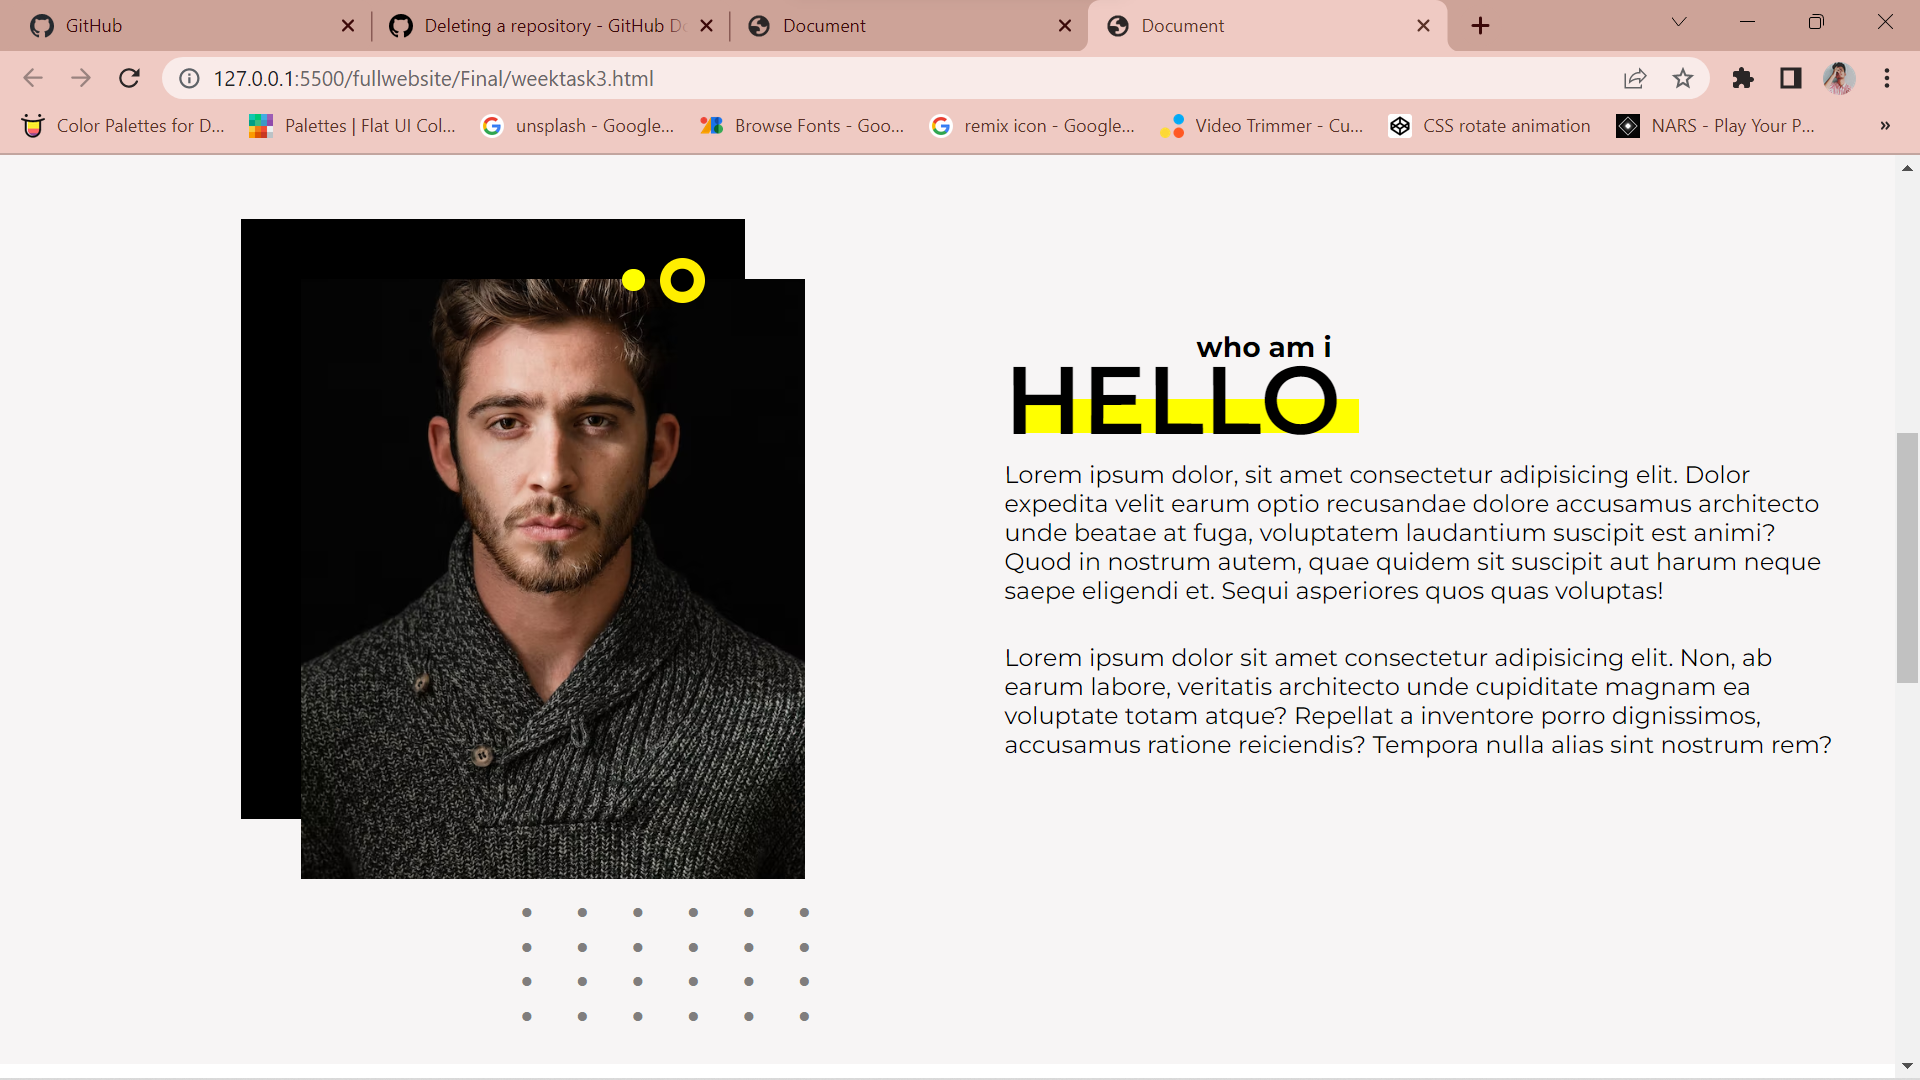 GitHub
Deleting a repository - GitHub Do
Document
Document
127.0.0.1:5500/fullwebsite/Final/weektask3.html
Color Palettes for D...
Palettes | Flat UI Col...
unsplash - Google...
Browse Fonts - Goo...
remix icon - Google...
Video Trimmer - Cu...
CSS rotate animation
NARS - Play Your P...
»
who am i
HELLO
Lorem ipsum dolor, sit amet consectetur adipisicing elit. Dolor
expedita velit earum optio recusandae dolore accusamus architecto
unde beatae at fuga, voluptatem laudantium suscipit est animi?
Quod in nostrum autem, quae quidem sit suscipit aut harum neque
saepe eligendi et. Sequi asperiores quos quas voluptas!
Lorem ipsum dolor sit amet consectetur adipisicing elit. Non, ab
earum labore, veritatis architecto unde cupiditate magnam ea
voluptate totam atque? Repellat a inventore porro dignissimos,
accusamus ratione reiciendis? Tempora nulla alias sint nostrum rem?